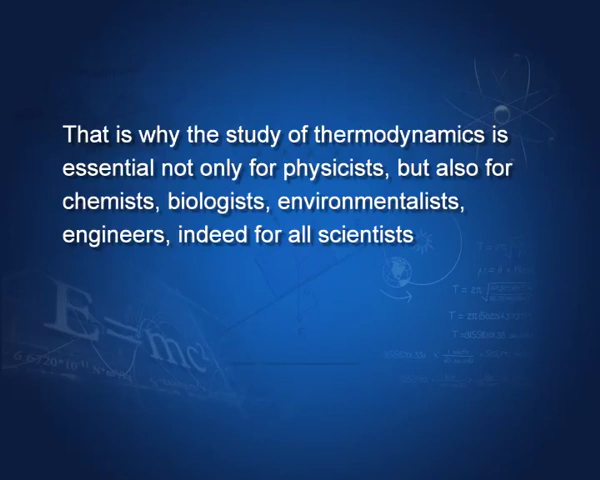 That is why the study of thermodynamics is
essential not only for physicists, but also for
chemists, biologists, environmentalists,
engineers, indeed for all scientists
E=mc²